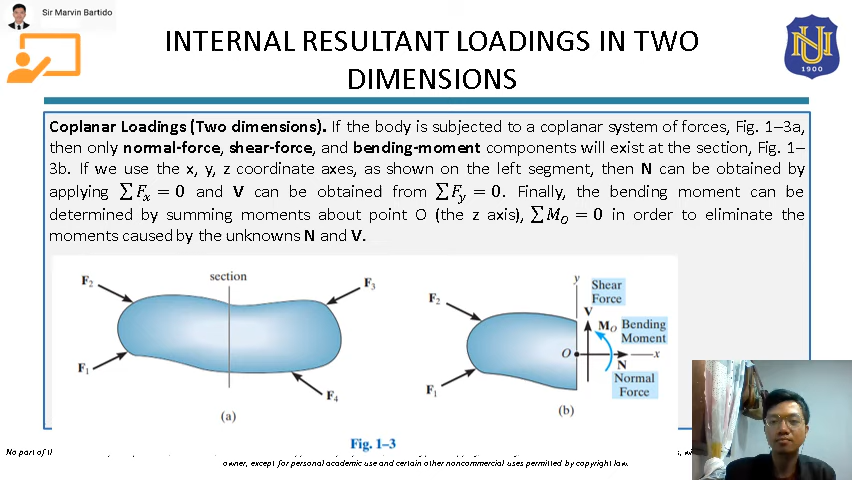 Sir Marvin Bartido
INTERNAL RESULTANT LOADINGS IN TWO
DIMENSIONS
NU
1900
Coplanar Loadings (Two dimensions). If the body is subjected to a coplanar system of forces, Fig. 1–3a,
then only normal-force, shear-force, and bending-moment components will exist at the section, Fig. 1–
3b. If we use the x, y, z coordinate axes, as shown on the left segment, then N can be obtained by
applying ∑Fₓ = 0 and V can be obtained from ∑F_y = 0. Finally, the bending moment can be
determined by summing moments about point O (the z axis), ∑M_O = 0 in order to eliminate the
moments caused by the unknowns N and V.
section
F₂
F₃
F₁
F₄
(a)
y
Shear
Force
V
F₂
M_O Bending
Moment
O
x
N
F₁
Normal
Force
(b)
Fig. 1–3
No part of
owner, except for personal academic use and certain other noncommercial uses permitted by copyright law.